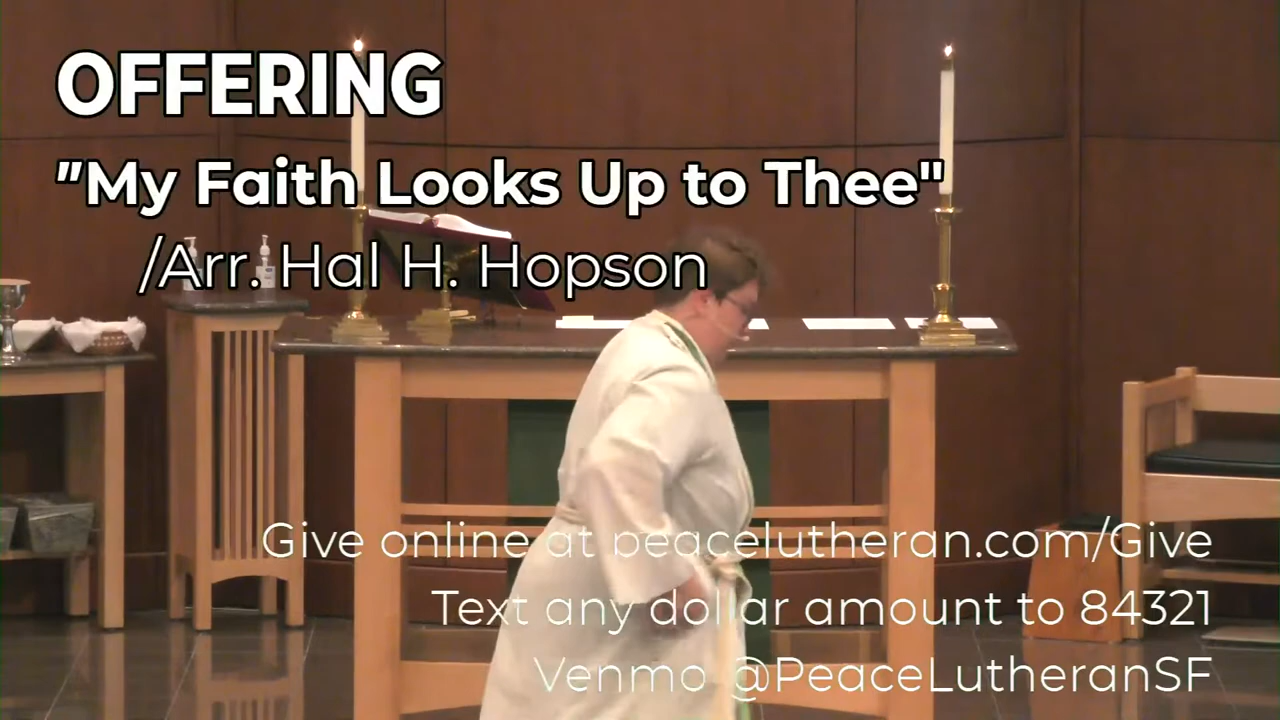 OFFERING
"My Faith Looks Up to Thee"
/Arr. Hal H. Hopson
Give online at peacelutheran.com/Give
Text any dollar amount to 84321
Venmo @PeaceLutheranSF